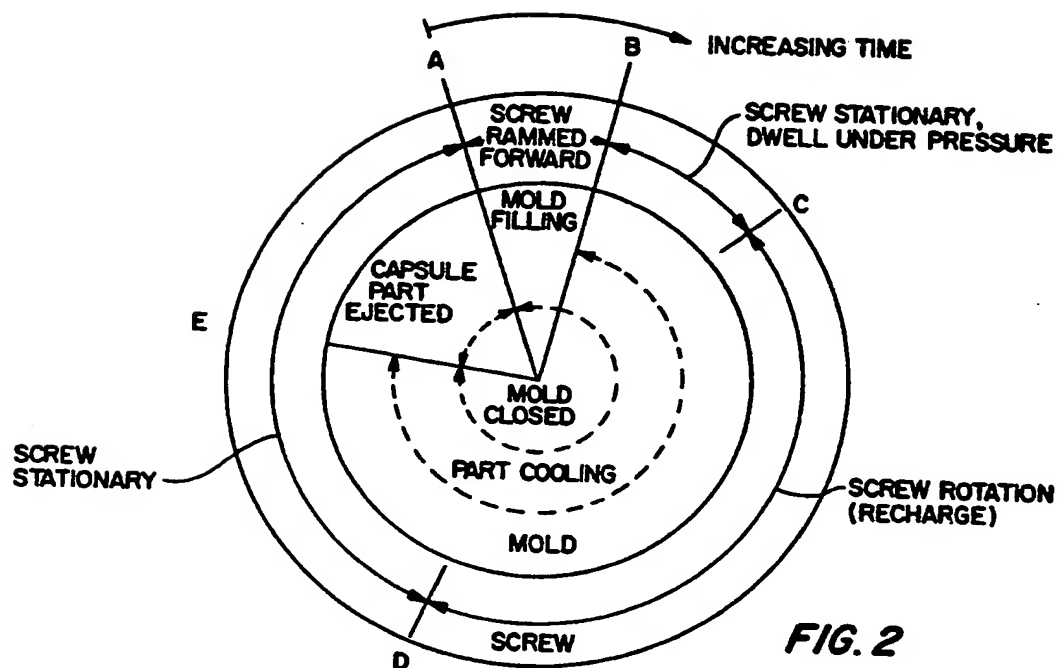 A
B
INCREASING TIME
SCREW
RAMMED
FORWARD
SCREW STATIONARY,
DWELL UNDER PRESSURE
MOLD
FILLING
C
CAPSULE
PART
EJECTED
E
MOLD
CLOSED
SCREW
STATIONARY
PART COOLING
SCREW ROTATION
(RECHARGE)
MOLD
SCREW
D
FIG. 2